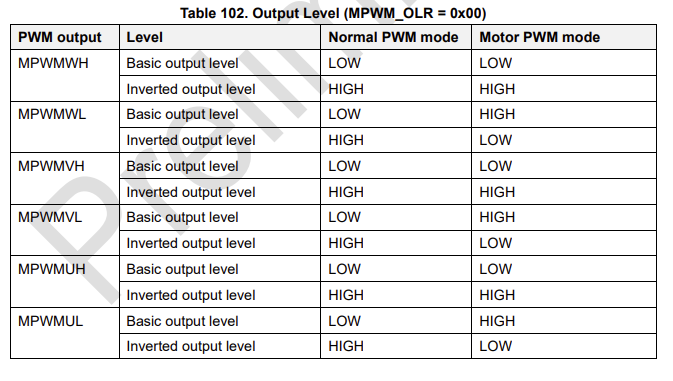 Table 102. Output Level (MPWM_OLR = 0x00)
PWM output Level Normal PWM mode Motor PWM mode
MPWMWH Basic output level LOW LOW
Inverted output level HIGH HIGH
MPWMWL Basic output level LOW HIGH
Inverted output level HIGH LOW
MPWMVH Basic output level LOW LOW
Inverted output level HIGH HIGH
MPWMVL Basic output level LOW HIGH
Inverted output level HIGH LOW
MPWMUH Basic output level LOW LOW
Inverted output level HIGH HIGH
MPWMUL Basic output level LOW HIGH
Inverted output level HIGH LOW
Prelim